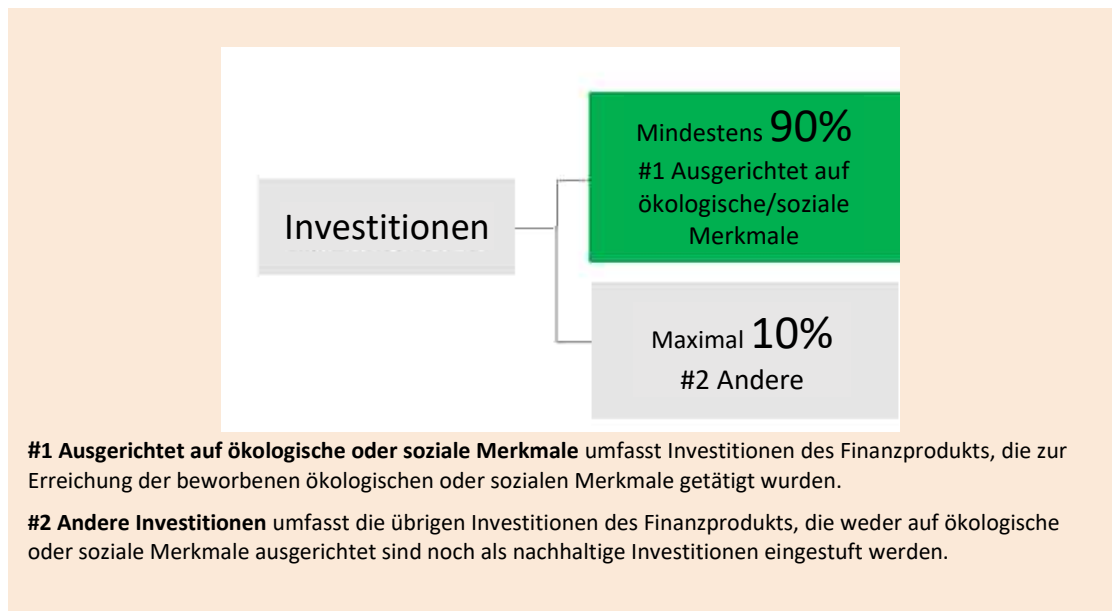 Mindestens 90%
#1 Ausgerichtet auf
ökologische/soziale
Merkmale
Investitionen
Maximal 10%
#2 Andere
#1 Ausgerichtet auf ökologische oder soziale Merkmale umfasst Investitionen des Finanzprodukts, die zur
Erreichung der beworbenen ökologischen oder sozialen Merkmale getätigt wurden.
#2 Andere Investitionen umfasst die übrigen Investitionen des Finanzprodukts, die weder auf ökologische
oder soziale Merkmale ausgerichtet sind noch als nachhaltige Investitionen eingestuft werden.